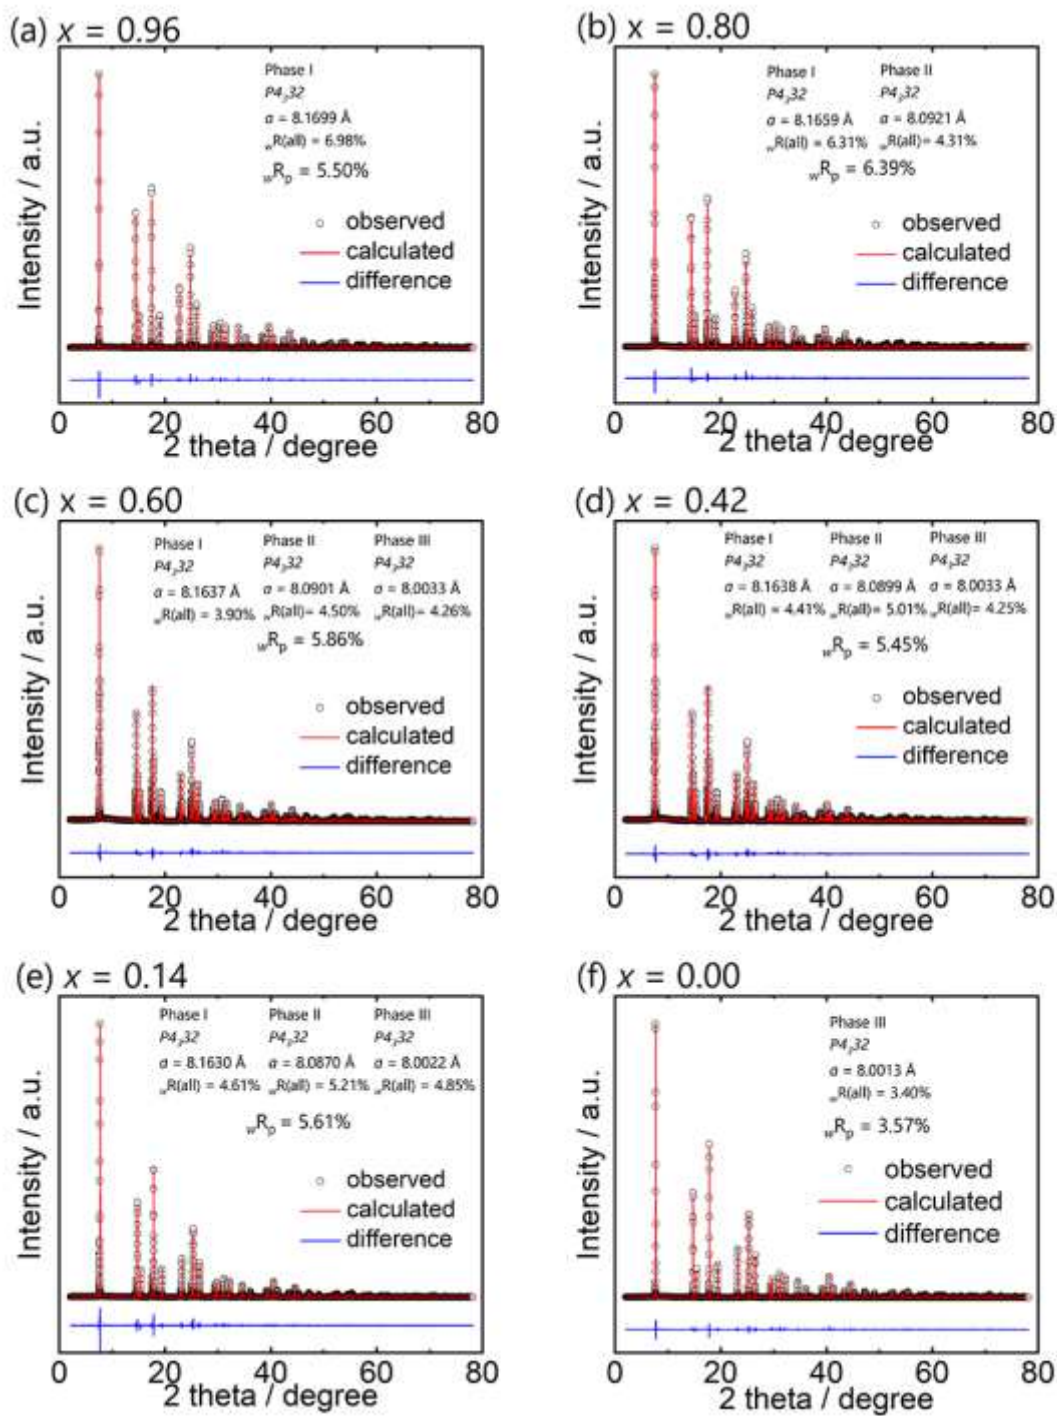 (a) x = 0.96
Phase I
P4₃32
a = 8.1699 Å
wR(all) = 6.98%
wRp = 5.50%
observed
calculated
difference
Intensity / a.u.
0 20 40 60 80
2 theta / degree
(b) x = 0.80
Phase I Phase II
P4₃32 P4₃32
a = 8.1659 Å a = 8.0921 Å
wR(all) = 6.31% wR(all)= 4.31%
wRp = 6.39%
observed
calculated
difference
Intensity / a.u.
0 20 40 60 80
2 theta / degree
(c) x = 0.60
Phase I Phase II Phase III
P4₃32 P4₃32 P4₃32
a = 8.1637 Å a = 8.0901 Å a = 8.0033 Å
wR(all)= 3.90% wR(all)= 4.50% wR(all)= 4.26%
wRp = 5.86%
observed
calculated
difference
Intensity / a.u.
0 20 40 60 80
2 theta / degree
(d) x = 0.42
Phase I Phase II Phase III
P4₃32 P4₃32 P4₃32
a = 8.1638 Å a = 8.0899 Å a = 8.0033 Å
wR(all) = 4.41% wR(all)= 5.01% wR(all)= 4.25%
wRp = 5.45%
observed
calculated
difference
Intensity / a.u.
0 20 40 60 80
2 theta / degree
(e) x = 0.14
Phase I Phase II Phase III
P4₃32 P4₃32 P4₃32
a = 8.1630 Å a = 8.0870 Å a = 8.0022 Å
wR(all) = 4.61% wR(all) = 5.21% wR(all) = 4.85%
wRp = 5.61%
observed
calculated
difference
Intensity / a.u.
0 20 40 60 80
2 theta / degree
(f) x = 0.00
Phase III
P4₃32
a = 8.0013 Å
wR(all) = 3.40%
wRp = 3.57%
observed
calculated
difference
Intensity / a.u.
0 20 40 60 80
2 theta / degree